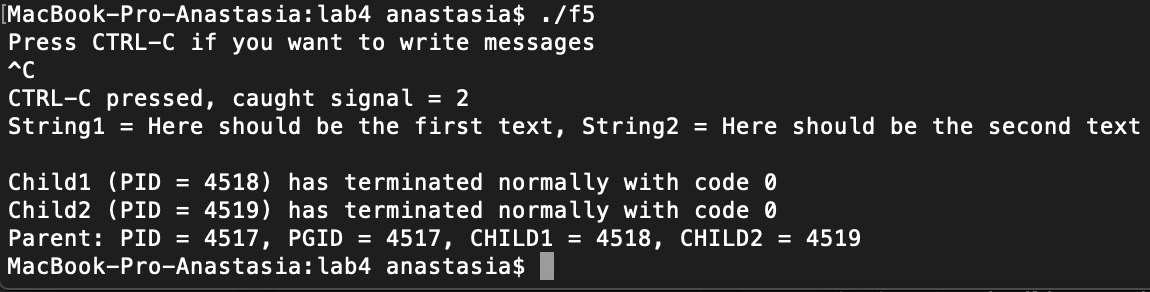 [MacBook-Pro-Anastasia:lab4 anastasia$ ./f5
Press CTRL-C if you want to write messages
^C
CTRL-C pressed, caught signal = 2
String1 = Here should be the first text, String2 = Here should be the second text
Child1 (PID = 4518) has terminated normally with code 0
Child2 (PID = 4519) has terminated normally with code 0
Parent: PID = 4517, PGID = 4517, CHILD1 = 4518, CHILD2 = 4519
MacBook-Pro-Anastasia:lab4 anastasia$